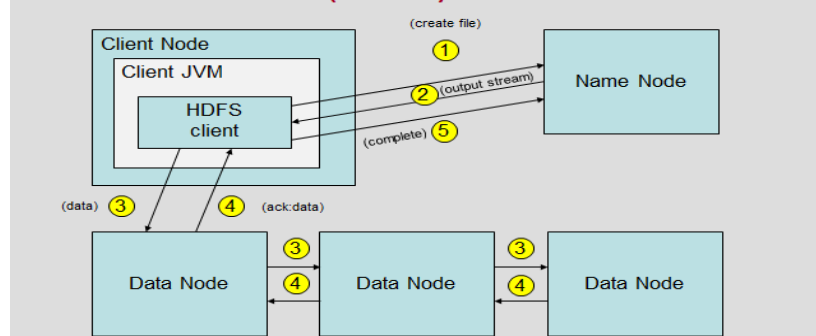 (create file)
Client Node
1
Client JVM
Name Node
2
(output stream)
HDFS
client
(complete)
5
(data)
3
4
(ack:data)
3
3
Data Node
4
Data Node
4
Data Node